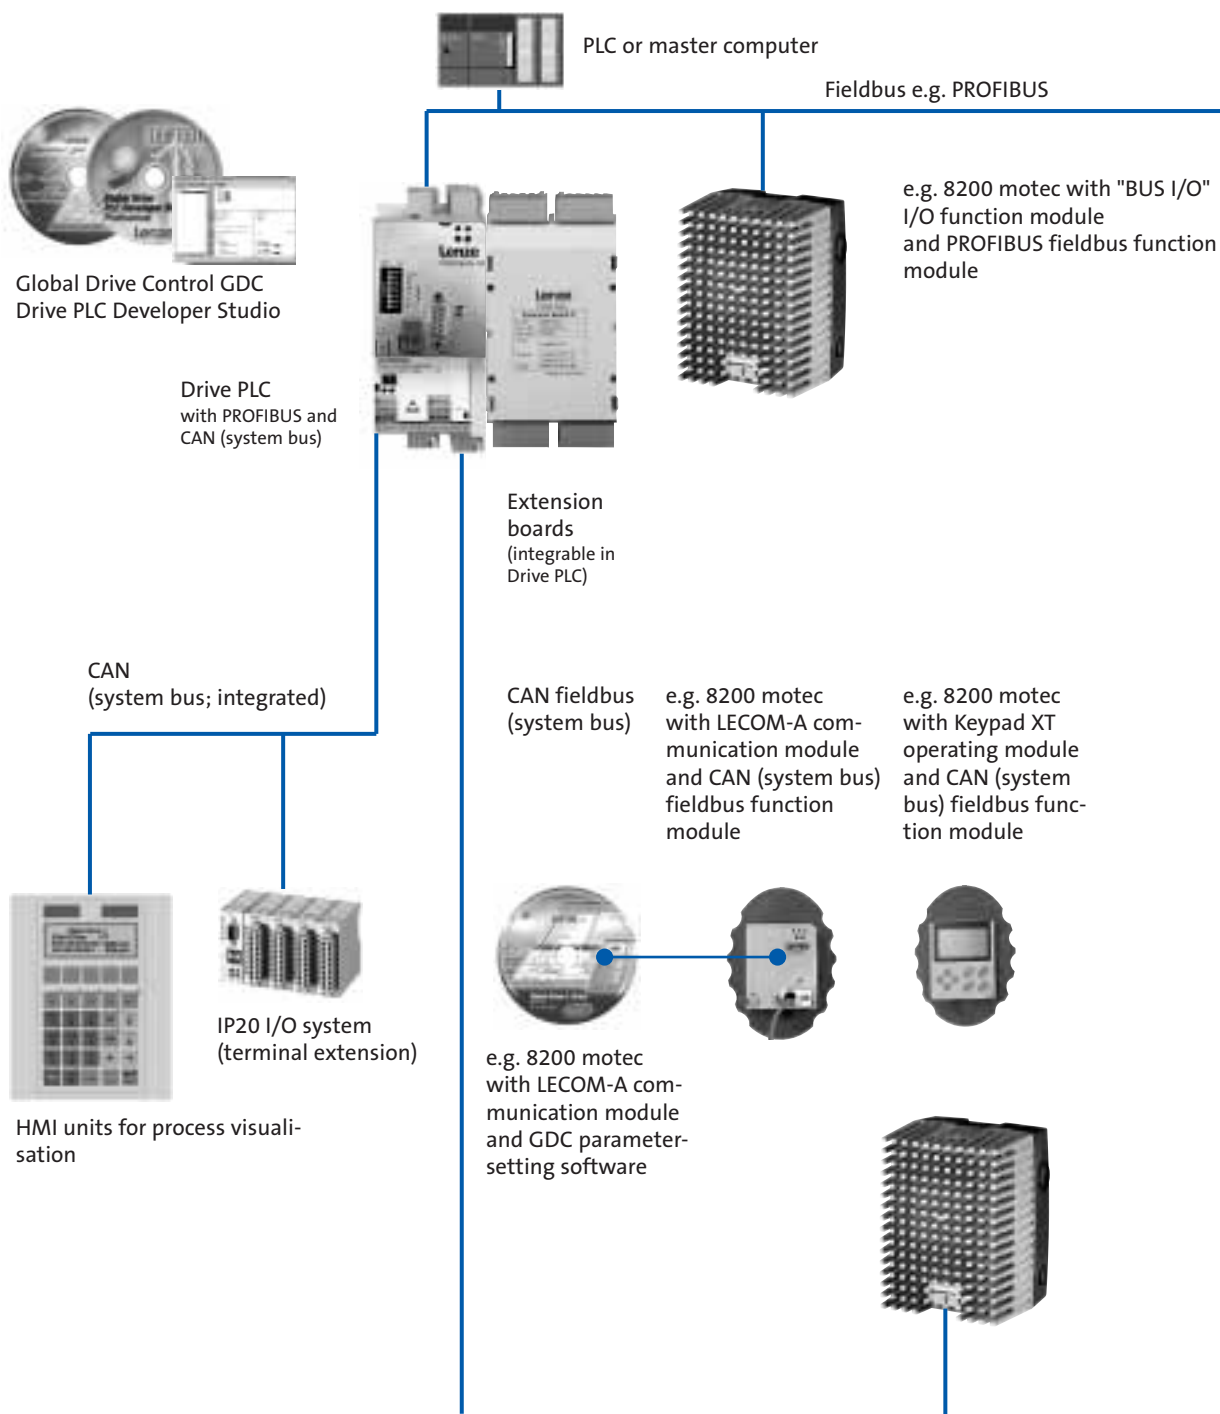 PLC or master computer
Fieldbus e.g. PROFIBUS
e.g. 8200 motec with "BUS I/O"
I/O function module
and PROFIBUS fieldbus function
module
Global Drive Control GDC
Drive PLC Developer Studio
Lenze
Lenze
Drive PLC
with PROFIBUS and
CAN (system bus)
Extension
boards
(integrable in
Drive PLC)
CAN
(system bus; integrated)
CAN fieldbus
(system bus)
e.g. 8200 motec
with LECOM-A com-
munication module
and CAN (system bus)
fieldbus function
module
e.g. 8200 motec
with Keypad XT
operating module
and CAN (system
bus) fieldbus func-
tion module
IP20 I/O system
(terminal extension)
HMI units for process visuali-
sation
e.g. 8200 motec
with LECOM-A com-
munication module
and GDC parameter-
setting software